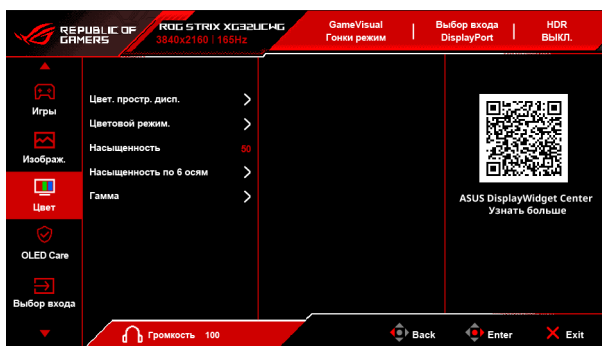 REPUBLIC OF
GAMERS
ROG STRIX XG32UCWG
3840x2160 | 165Hz
GameVisual
Гонки режим
Выбор входа
DisplayPort
HDR
ВЫКЛ.
Игры
Изображ.
Цвет
OLED Care
Выбор входа
Цвет. простр. дисп.
Цветовой режим.
Насыщенность 50
Насыщенность по 6 осям
Гамма
ASUS DisplayWidget Center
Узнать больше
Громкость 100
Back
Enter
Exit